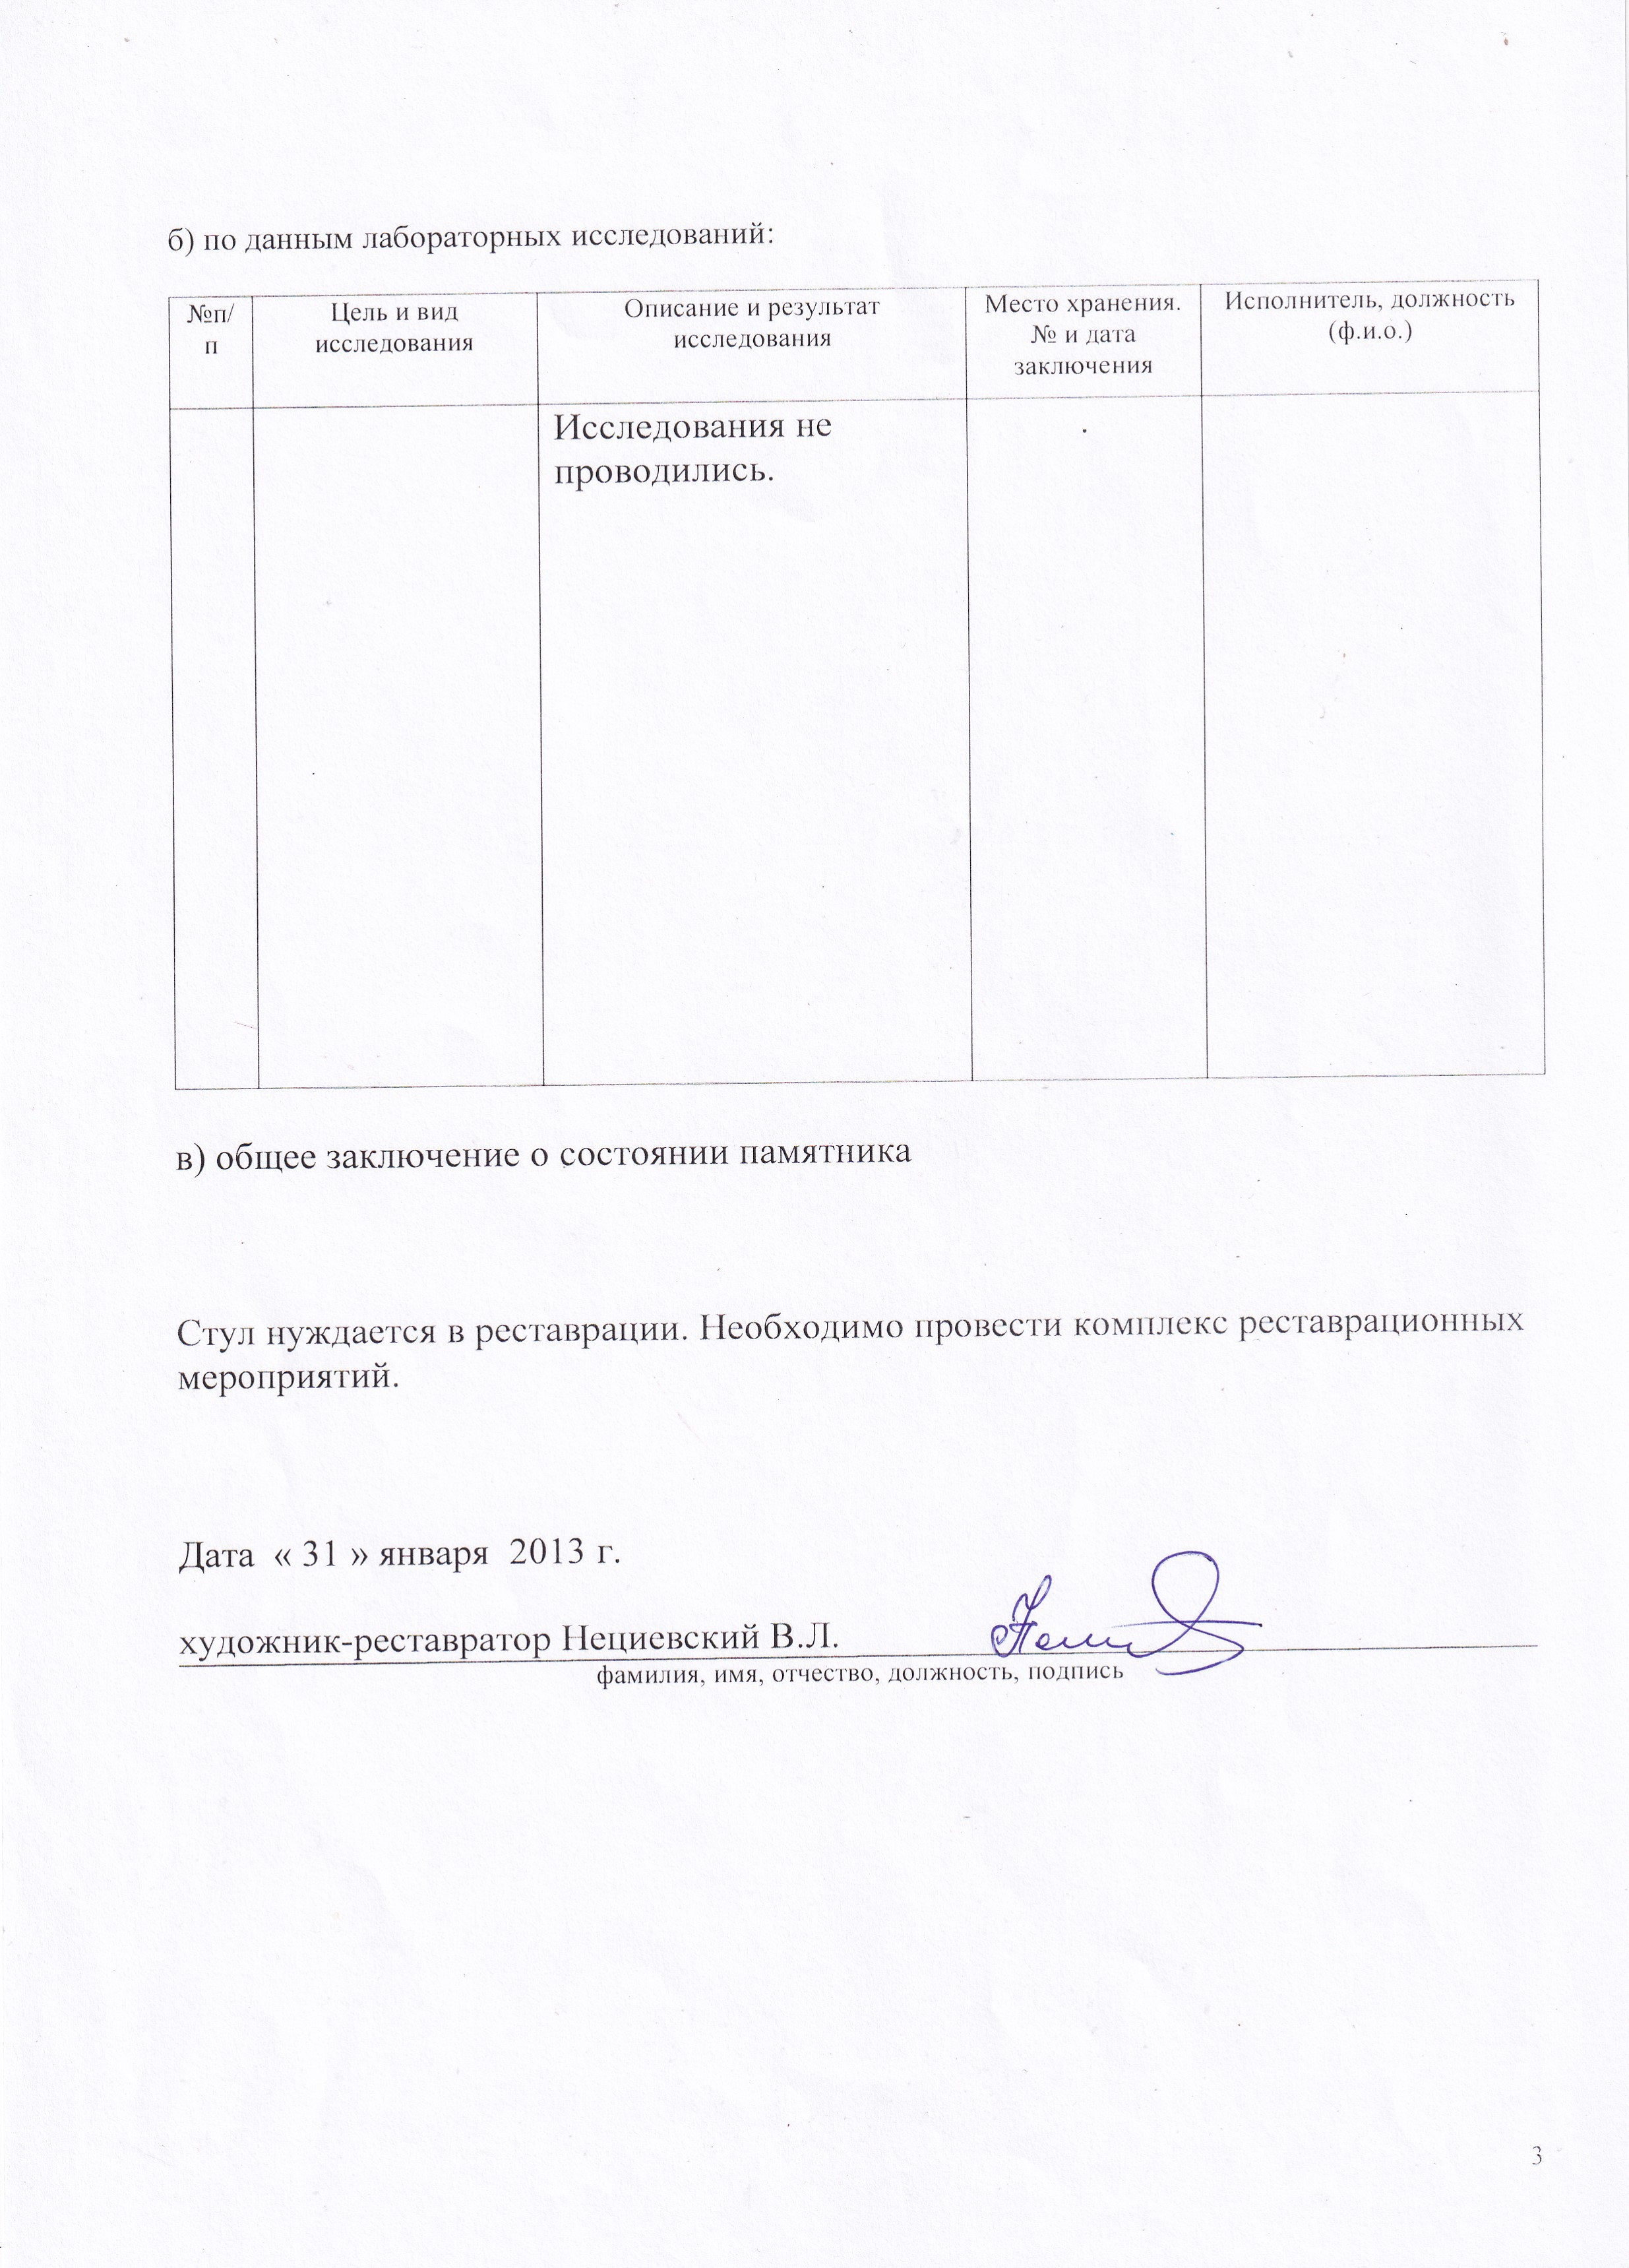 б) по данным лабораторных исследований:
№п/
п
Цель и вид
исследования
Описание и результат
исследования
Место хранения.
№ и дата
заключения
Исполнитель, должность
(ф.и.о.)
Исследования не
проводились.
в) общее заключение о состоянии памятника
Стул нуждается в реставрации. Необходимо провести комплекс реставрационных
мероприятий.
Дата « 31 » января 2013 г.
художник-реставратор Нециевский В.Л.
фамилия, имя, отчество, должность, подпись
3